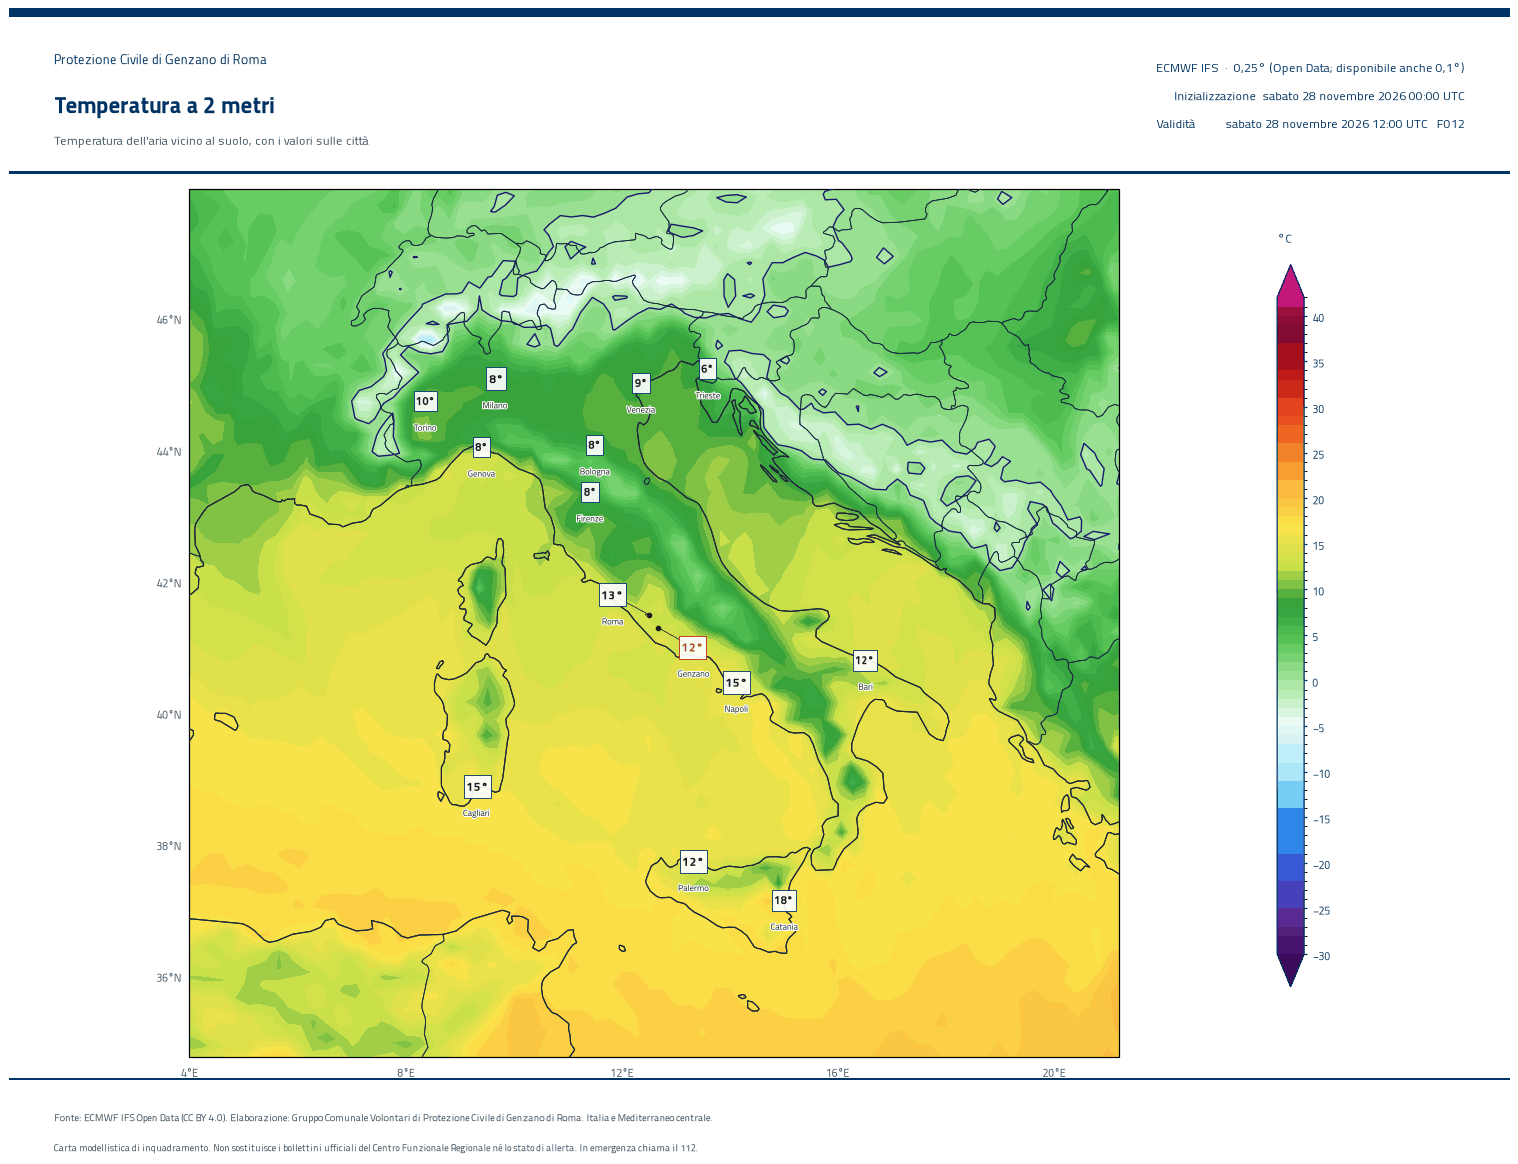 Protezione Civile di Genzano di Roma
Temperatura a 2 metri
Temperatura dell'aria vicino al suolo, con i valori sulle città
ECMWF IFS · 0,25° (Open Data; disponibile anche 0,1°)
Inizializzazione sabato 28 novembre 2026 00:00 UTC
Validità sabato 28 novembre 2026 12:00 UTC F012
°C
46°N
44°N
42°N
40°N
38°N
36°N
4°E
8°E
12°E
16°E
20°E
10°
Torino
8°
Milano
9°
Venezia
6°
Trieste
8°
Genova
8°
Bologna
8°
Firenze
13°
Roma
12°
Genzano
15°
Napoli
12°
Bari
15°
Cagliari
12°
Palermo
18°
Catania
40
35
30
25
20
15
10
5
0
−5
−10
−15
−20
−25
−30
Fonte: ECMWF IFS Open Data (CC BY 4.0). Elaborazione: Gruppo Comunale Volontari di Protezione Civile di Genzano di Roma. Italia e Mediterraneo centrale.
Carta modellistica di inquadramento. Non sostituisce i bollettini ufficiali del Centro Funzionale Regionale né lo stato di allerta. In emergenza chiama il 112.